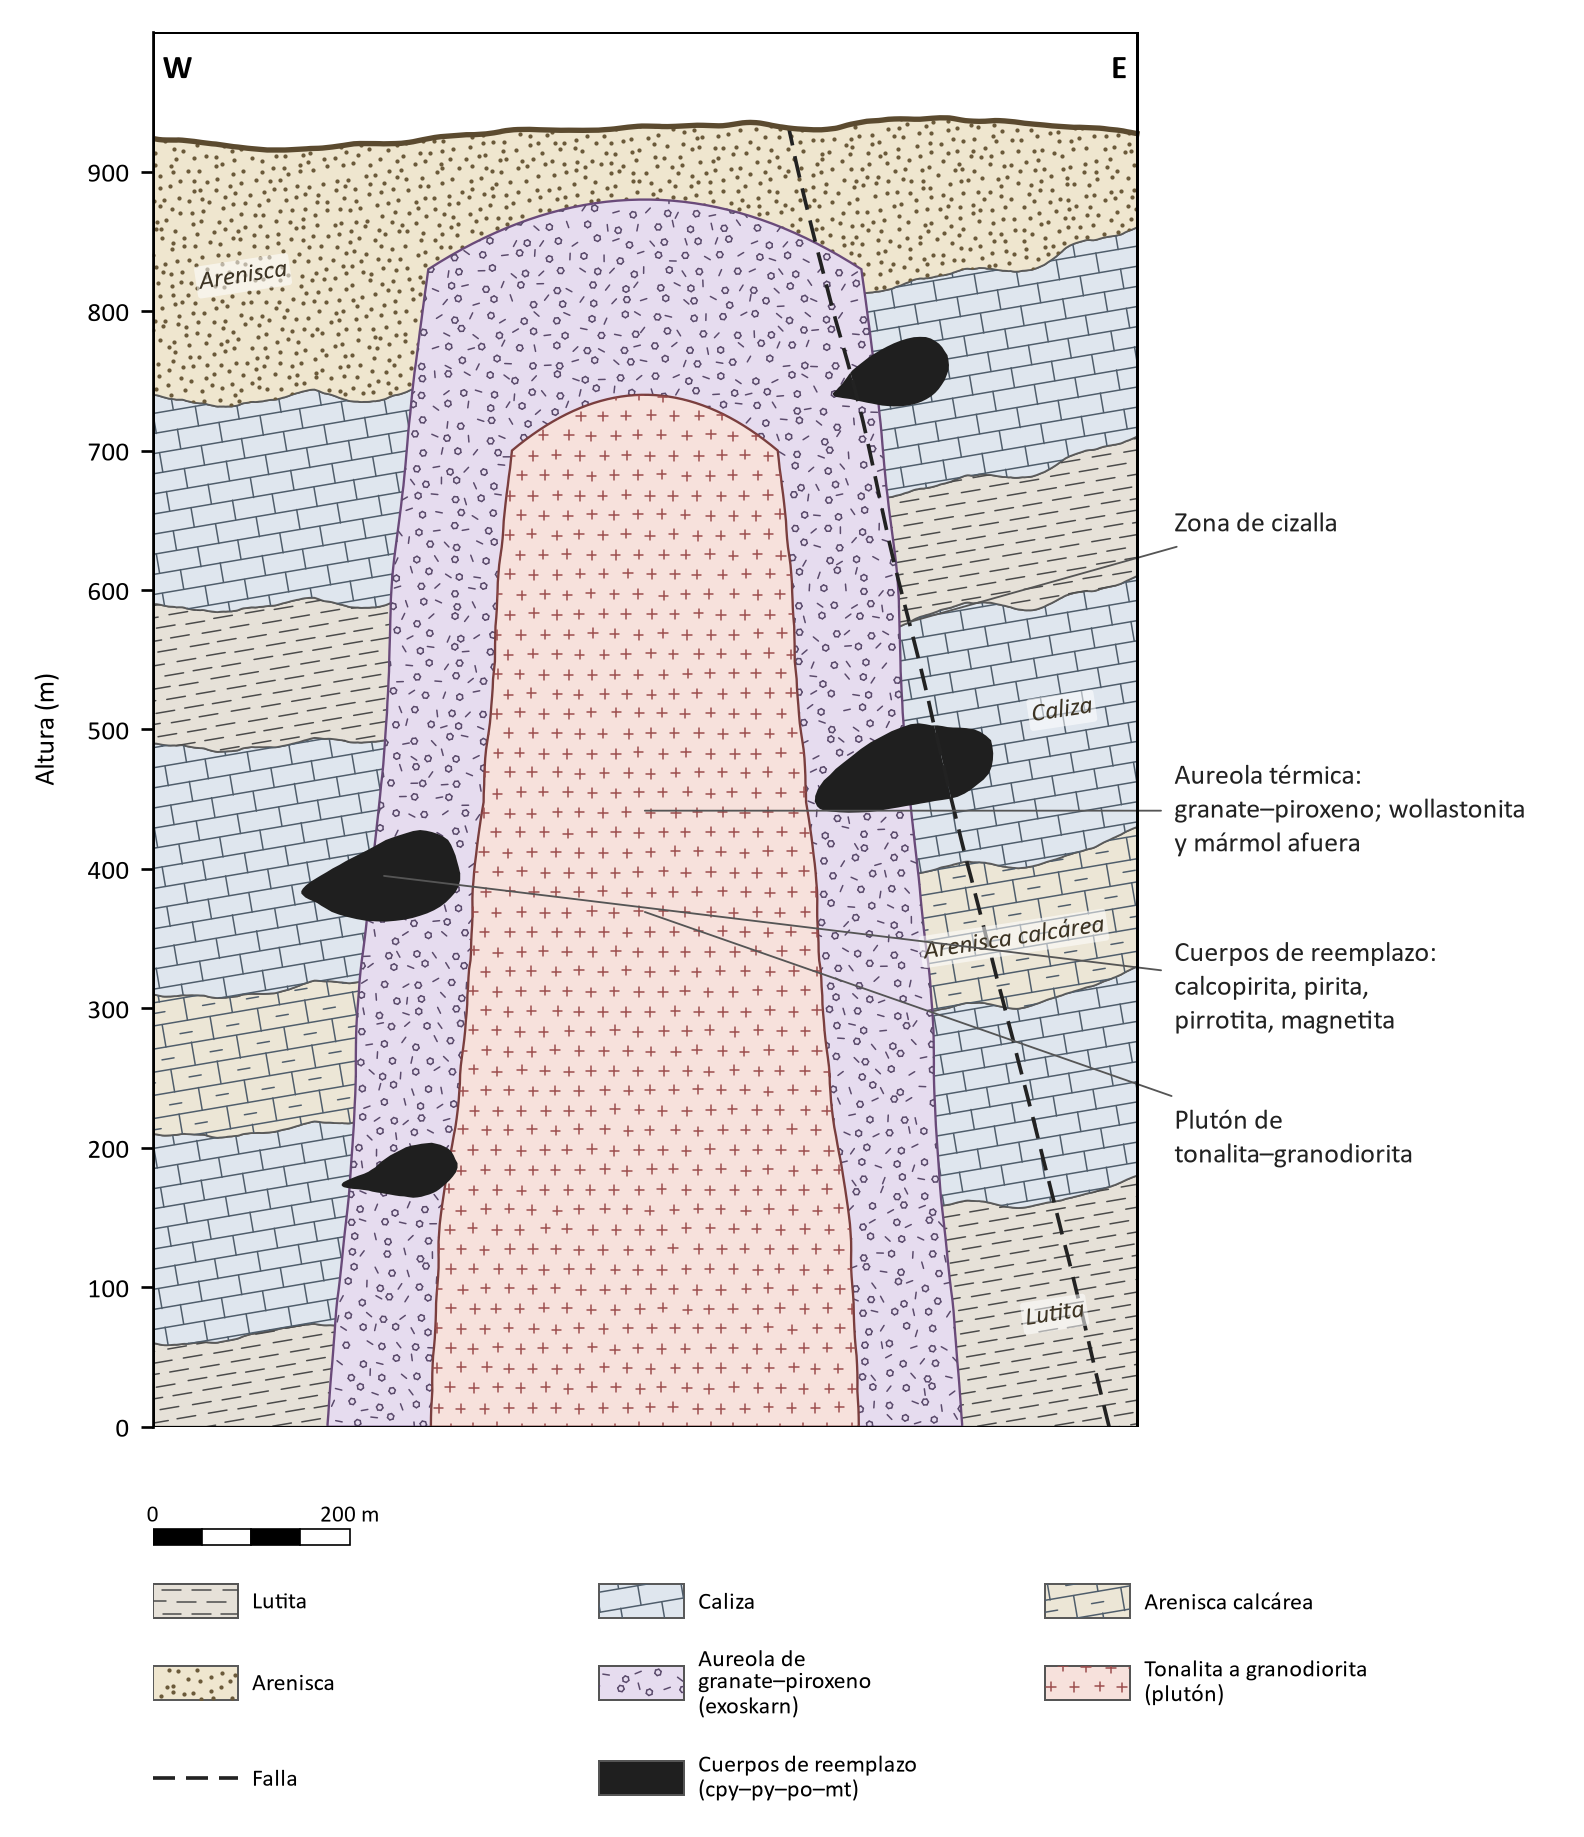 W
E
900
800
700
600
500
400
300
200
100
0
Altura (m)
Arenisca
Caliza
Arenisca calcárea
Lutita
Zona de cizalla
Aureola térmica:
granate–piroxeno; wollastonita
y mármol afuera
Cuerpos de reemplazo:
calcopirita, pirita,
pirrotita, magnetita
Plutón de
tonalita–granodiorita
0
200 m
Lutita
Caliza
Arenisca calcárea
Arenisca
Aureola de
granate–piroxeno
(exoskarn)
Tonalita a granodiorita
(plutón)
Falla
Cuerpos de reemplazo
(cpy–py–po–mt)